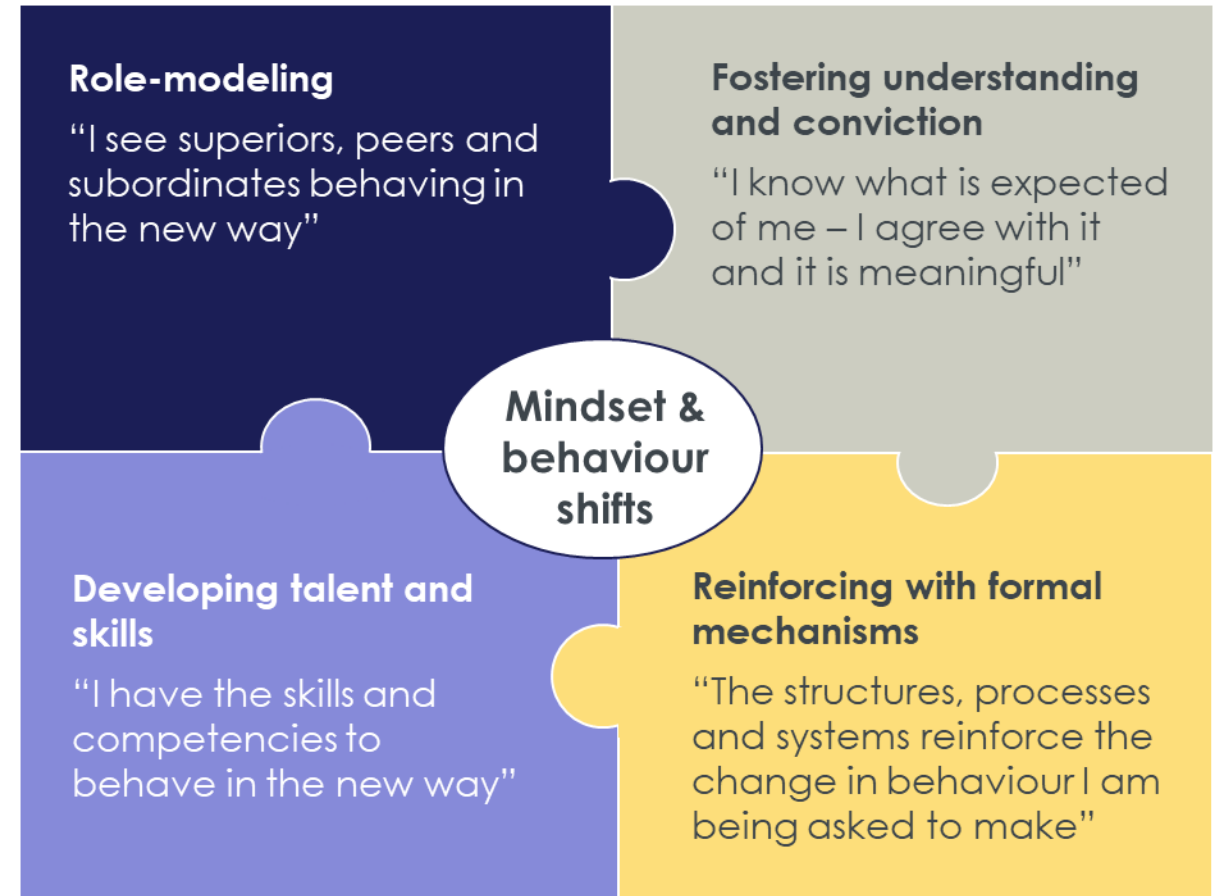 Role-modeling
“I see superiors, peers and
subordinates behaving in
the new way”
Fostering understanding
and conviction
“I know what is expected
of me – I agree with it
and it is meaningful”
Mindset &
behaviour
shifts
Developing talent and
skills
“I have the skills and
competencies to
behave in the new way”
Reinforcing with formal
mechanisms
“The structures, processes
and systems reinforce the
change in behaviour I am
being asked to make”